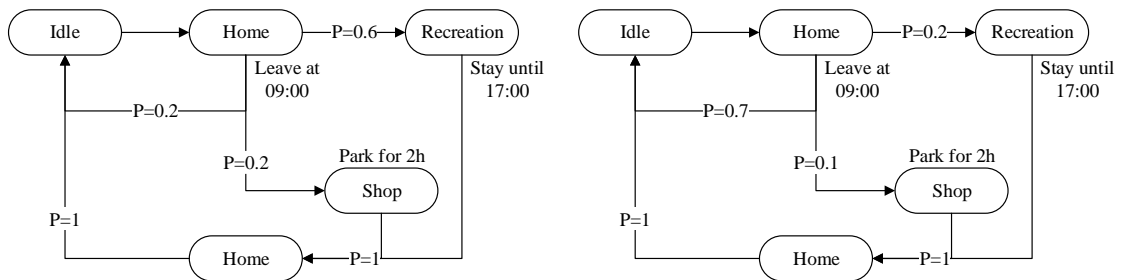 Idle
Home
P=0.6
Recreation
Leave at
09:00
Stay until
17:00
P=0.2
P=0.2
Park for 2h
Shop
P=1
Home
P=1
Idle
Home
P=0.2
Recreation
Leave at
09:00
Stay until
17:00
P=0.7
P=0.1
Park for 2h
Shop
P=1
Home
P=1